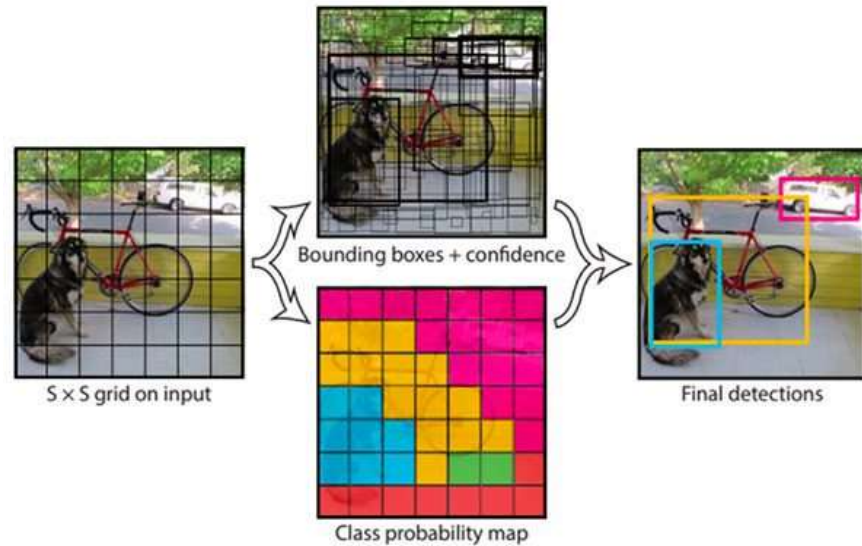 Bounding boxes + confidence
S × S grid on input
Final detections
Class probability map